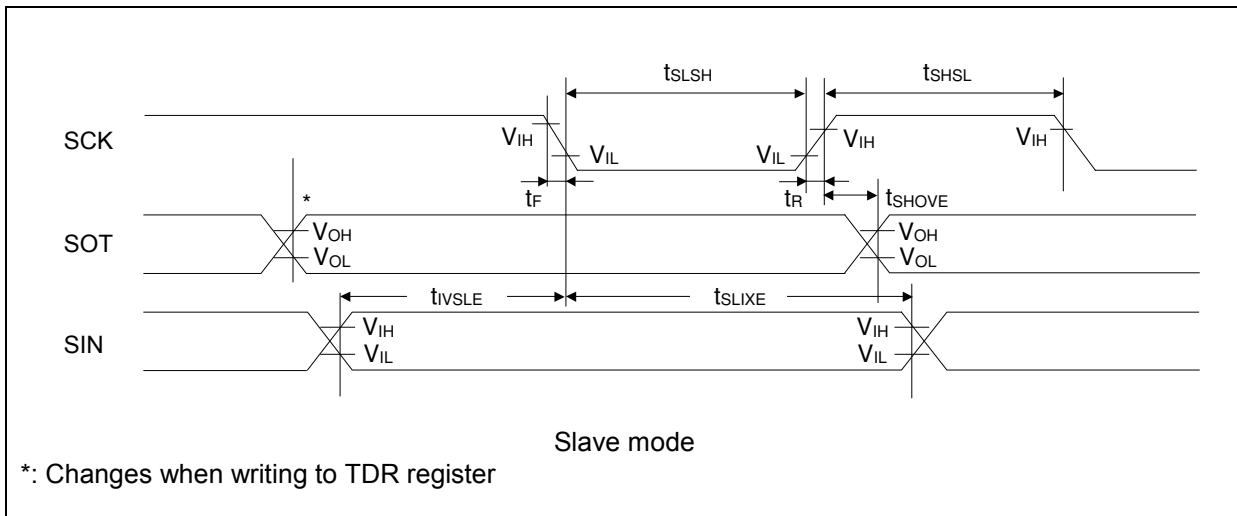 tSLSH
tSHSL
SCK
VIH
VIL
VIL
VIH
VIH
tF
tR
tSHOVE
*
SOT
VOH
VOL
VOH
VOL
tIVSLE
tSLIXE
SIN
VIH
VIL
VIH
VIL
Slave mode
*: Changes when writing to TDR register